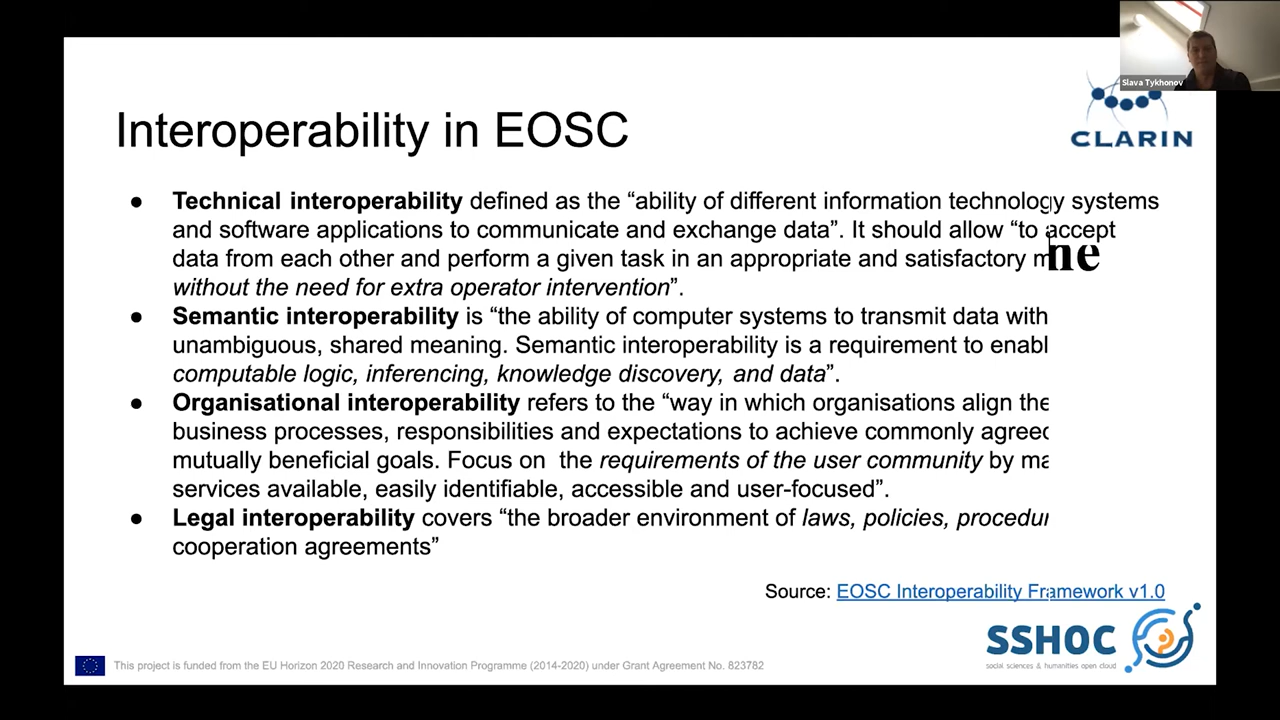 Slava Tykhonov
CLARIN
Interoperability in EOSC
● Technical interoperability defined as the “ability of different information technology systems
and software applications to communicate and exchange data”. It should allow “to accept
data from each other and perform a given task in an appropriate and satisfactory m
ne
without the need for extra operator intervention”.
● Semantic interoperability is “the ability of computer systems to transmit data with
unambiguous, shared meaning. Semantic interoperability is a requirement to enabl
computable logic, inferencing, knowledge discovery, and data”.
● Organisational interoperability refers to the “way in which organisations align the
business processes, responsibilities and expectations to achieve commonly agreed
mutually beneficial goals. Focus on the requirements of the user community by ma
services available, easily identifiable, accessible and user-focused”.
● Legal interoperability covers “the broader environment of laws, policies, procedur
cooperation agreements”
Source: EOSC Interoperability Framework v1.0
SSHOC
social sciences & humanities open cloud
This project is funded from the EU Horizon 2020 Research and Innovation Programme (2014-2020) under Grant Agreement No. 823782